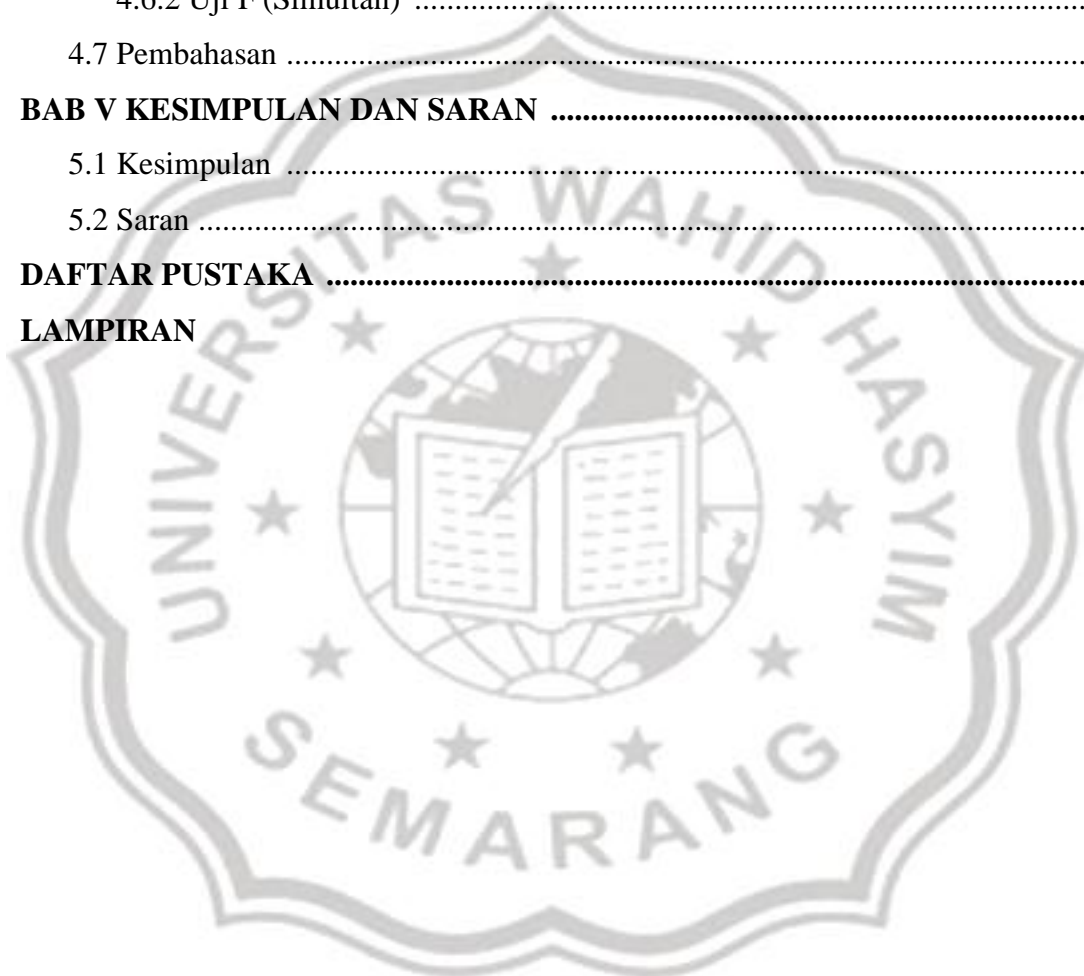 4.6.2 Uji F (Simultan) ........................................................................................
4.7 Pembahasan ........................................................................................
BAB V KESIMPULAN DAN SARAN ........................................................................................
5.1 Kesimpulan ........................................................................................
5.2 Saran ........................................................................................
DAFTAR PUSTAKA ........................................................................................
LAMPIRAN
UNIVERSITAS WAHID HASYIM
SEMARANG